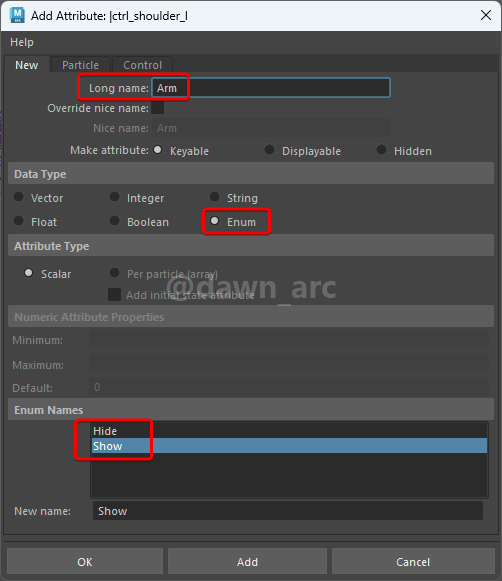 Add Attribute: |ctrl_shoulder_l
Help
New Particle Control
Long name: Arm
Override nice name:
Nice name: Arm
Make attribute: Keyable Displayable Hidden
Data Type
Vector Integer String
Float Boolean Enum
Attribute Type
Scalar Per particle (array)
Add initial state attribute
@dawn_arc
Numeric Attribute Properties
Minimum:
Maximum:
Default: 0
Enum Names
Hide
Show
New name: Show
OK Add Cancel